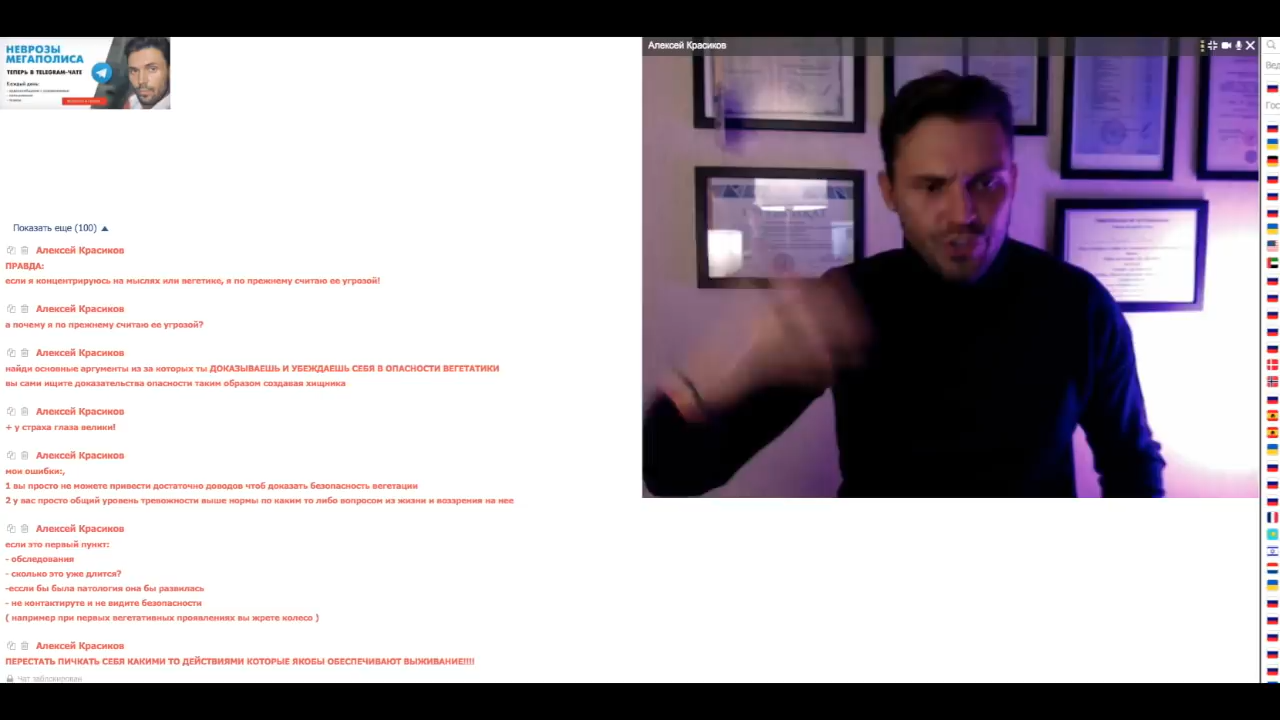 НЕВРОЗЫ
МЕГАПОЛИСА
ТЕПЕРЬ В TELEGRAM-ЧАТЕ
Каждый день:
Алексей Красиков
Вед
Гос
Показать еще (100)
Алексей Красиков
ПРАВДА:
если я концентрируюсь на мыслях или вегетике, я по прежнему считаю ее угрозой!
Алексей Красиков
а почему я по прежнему считаю ее угрозой?
Алексей Красиков
найди основные аргументы из за которых ты ДОКАЗЫВАЕШЬ И УБЕЖДАЕШЬ СЕБЯ В ОПАСНОСТИ ВЕГЕТАТИКИ
вы сами ищите доказательства опасности таким образом создавая хищника
Алексей Красиков
+ у страха глаза велики!
Алексей Красиков
мои ошибки:,
1 вы просто не можете привести достаточно доводов чтоб доказать безопасность вегетации
2 у вас просто общий уровень тревожности выше нормы по каким то либо вопросом из жизни и воззрения на нее
Алексей Красиков
если это первый пункт:
- обследования
- сколько это уже длится?
-ессли бы была патология она бы развилась
- не контактируте я не видите безопасности
( например при первых вегетативных проявлениях вы жрете колесо )
Алексей Красиков
ПЕРЕСТАТЬ ПИЧКАТЬ СЕБЯ КАКИМИ ТО ДЕЙСТВИЯМИ КОТОРЫЕ ЯКОБЫ ОБЕСПЕЧИВАЮТ ВЫЖИВАНИЕ!!!!
Чат заблокирован